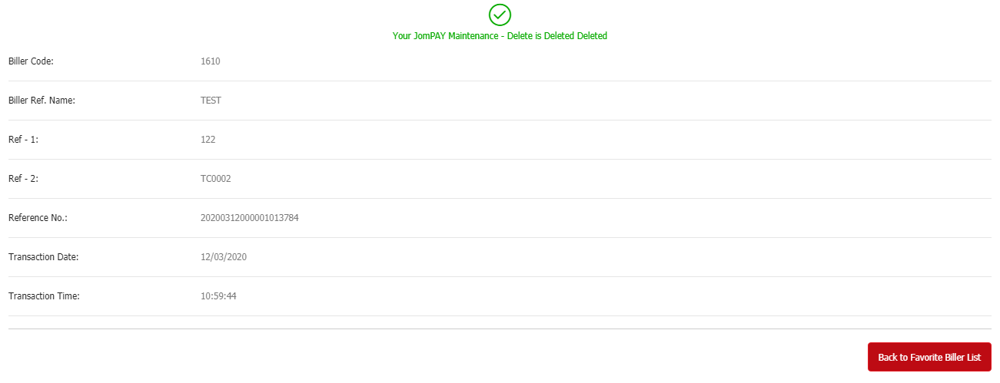 Your JomPAY Maintenance - Delete is Deleted Deleted
Biller Code: 1610
Biller Ref. Name: TEST
Ref - 1: 122
Ref - 2: TC0002
Reference No.: 20200312000001013784
Transaction Date: 12/03/2020
Transaction Time: 10:59:44
Back to Favorite Biller List